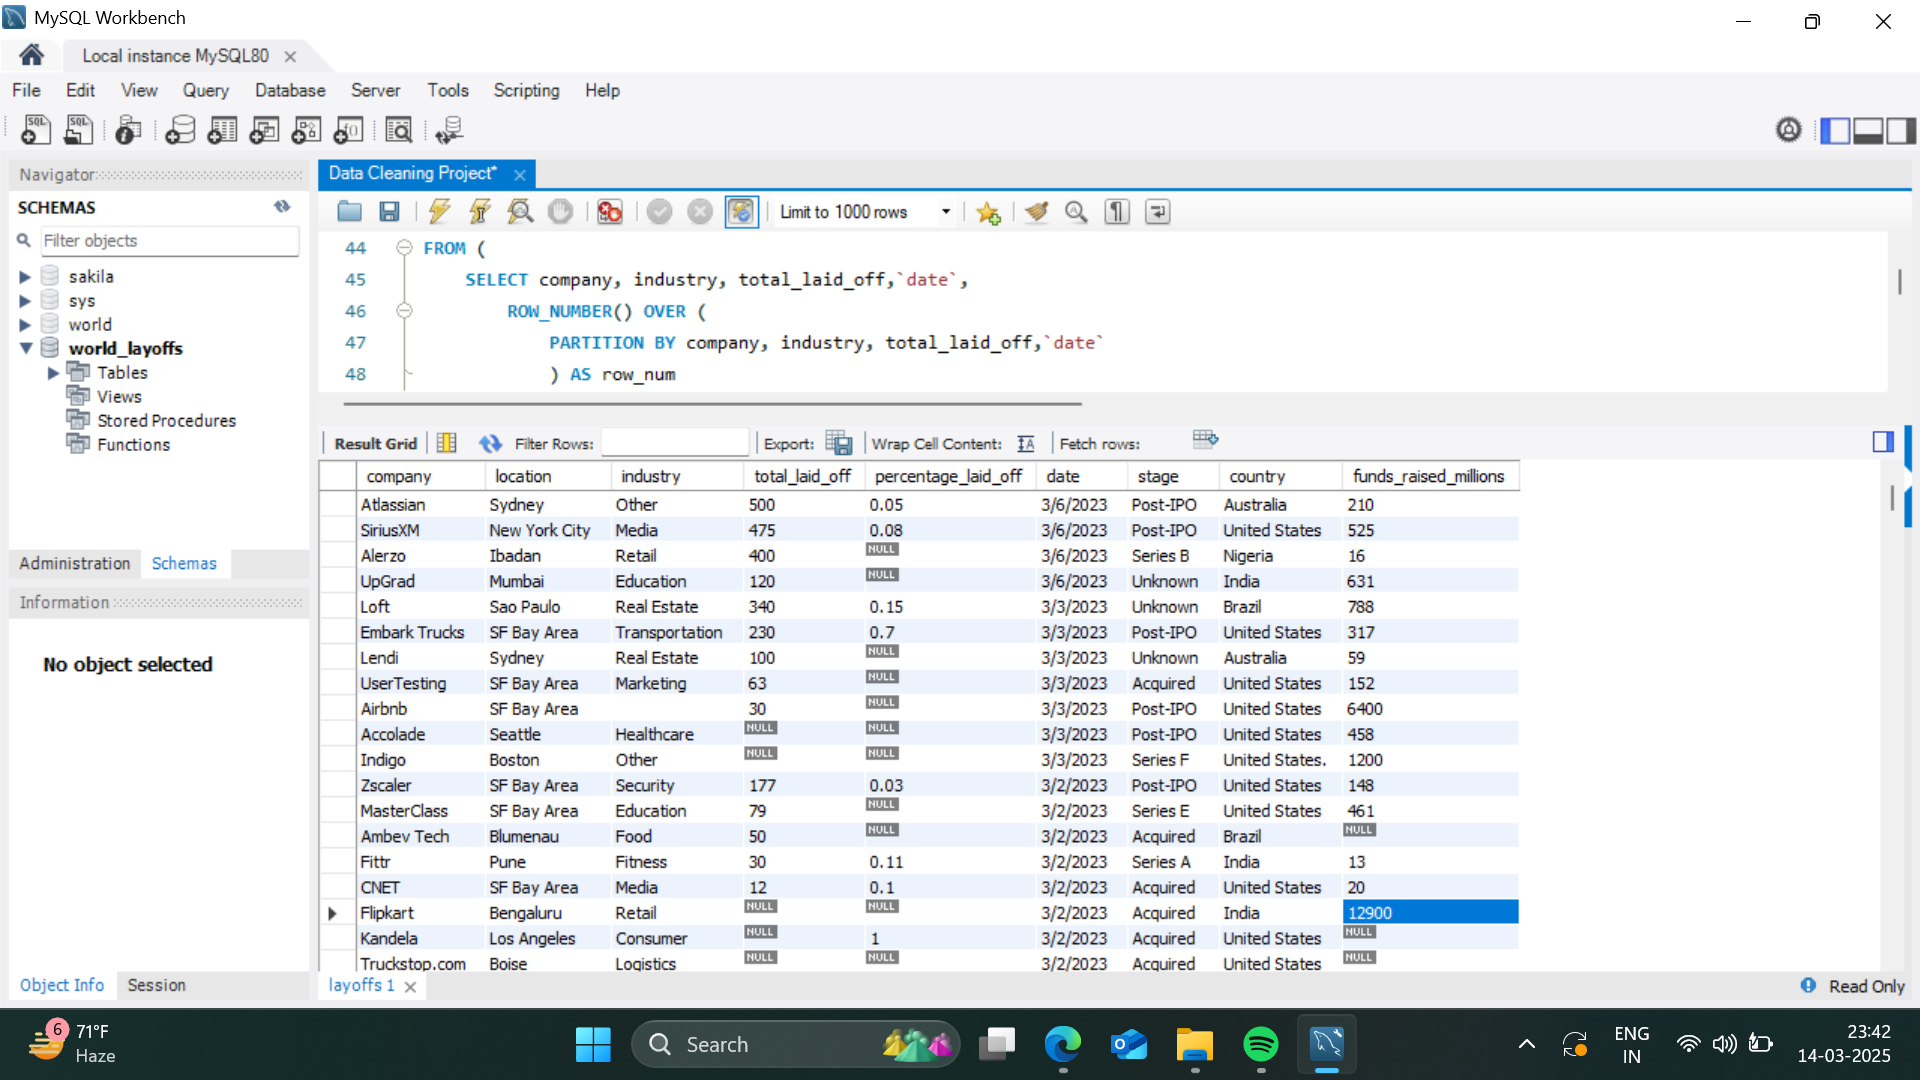 MySQL Workbench
Local instance MySQL80
File Edit View Query Database Server Tools Scripting Help
Navigator
SCHEMAS
Filter objects
sakila
sys
world
world_layoffs
Tables
Views
Stored Procedures
Functions
Administration Schemas
Information
No object selected
Object Info Session
Data Cleaning Project*
Limit to 1000 rows
44 FROM (
45 SELECT company, industry, total_laid_off,`date`,
46 ROW_NUMBER() OVER (
47 PARTITION BY company, industry, total_laid_off,`date`
48 ) AS row_num
Result Grid Filter Rows: Export: Wrap Cell Content: Fetch rows:
company location industry total_laid_off percentage_laid_off date stage country funds_raised_millions
Atlassian Sydney Other 500 0.05 3/6/2023 Post-IPO Australia 210
SiriusXM New York City Media 475 0.08 3/6/2023 Post-IPO United States 525
Alerzo Ibadan Retail 400 NULL 3/6/2023 Series B Nigeria 16
UpGrad Mumbai Education 120 NULL 3/6/2023 Unknown India 631
Loft Sao Paulo Real Estate 340 0.15 3/3/2023 Unknown Brazil 788
Embark Trucks SF Bay Area Transportation 230 0.7 3/3/2023 Post-IPO United States 317
Lendi Sydney Real Estate 100 NULL 3/3/2023 Unknown Australia 59
UserTesting SF Bay Area Marketing 63 NULL 3/3/2023 Acquired United States 152
Airbnb SF Bay Area 30 NULL 3/3/2023 Post-IPO United States 6400
Accolade Seattle Healthcare NULL NULL 3/3/2023 Post-IPO United States 458
Indigo Boston Other NULL NULL 3/3/2023 Series F United States. 1200
Zscaler SF Bay Area Security 177 0.03 3/2/2023 Post-IPO United States 148
MasterClass SF Bay Area Education 79 NULL 3/2/2023 Series E United States 461
Ambev Tech Blumenau Food 50 NULL 3/2/2023 Acquired Brazil NULL
Fittr Pune Fitness 30 0.11 3/2/2023 Series A India 13
CNET SF Bay Area Media 12 0.1 3/2/2023 Acquired United States 20
Flipkart Bengaluru Retail NULL NULL 3/2/2023 Acquired India 12900
Kandela Los Angeles Consumer NULL 1 3/2/2023 Acquired United States NULL
Truckstop.com Boise Logistics NULL NULL 3/2/2023 Acquired United States NULL
layoffs 1
Read Only
6
71°F
Haze
Search
ENG
IN
23:42
14-03-2025